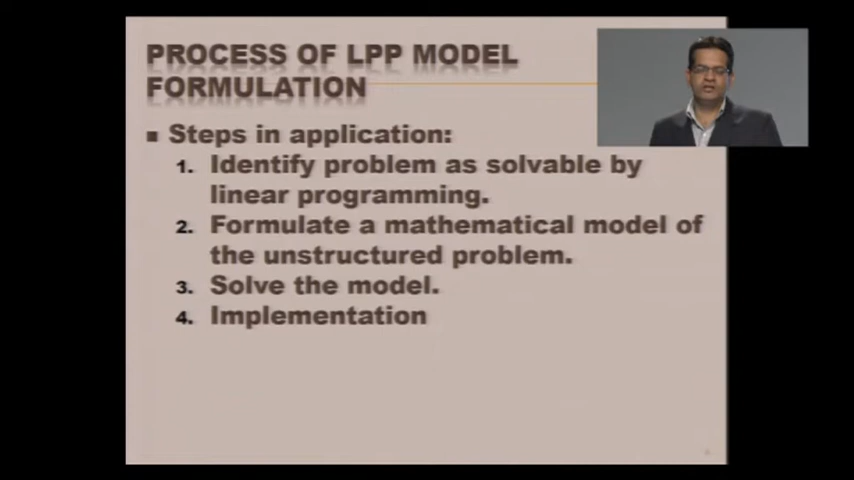 PROCESS OF LPP MODEL
FORMULATION
Steps in application:
1. Identify problem as solvable by
linear programming.
2. Formulate a mathematical model of
the unstructured problem.
3. Solve the model.
4. Implementation